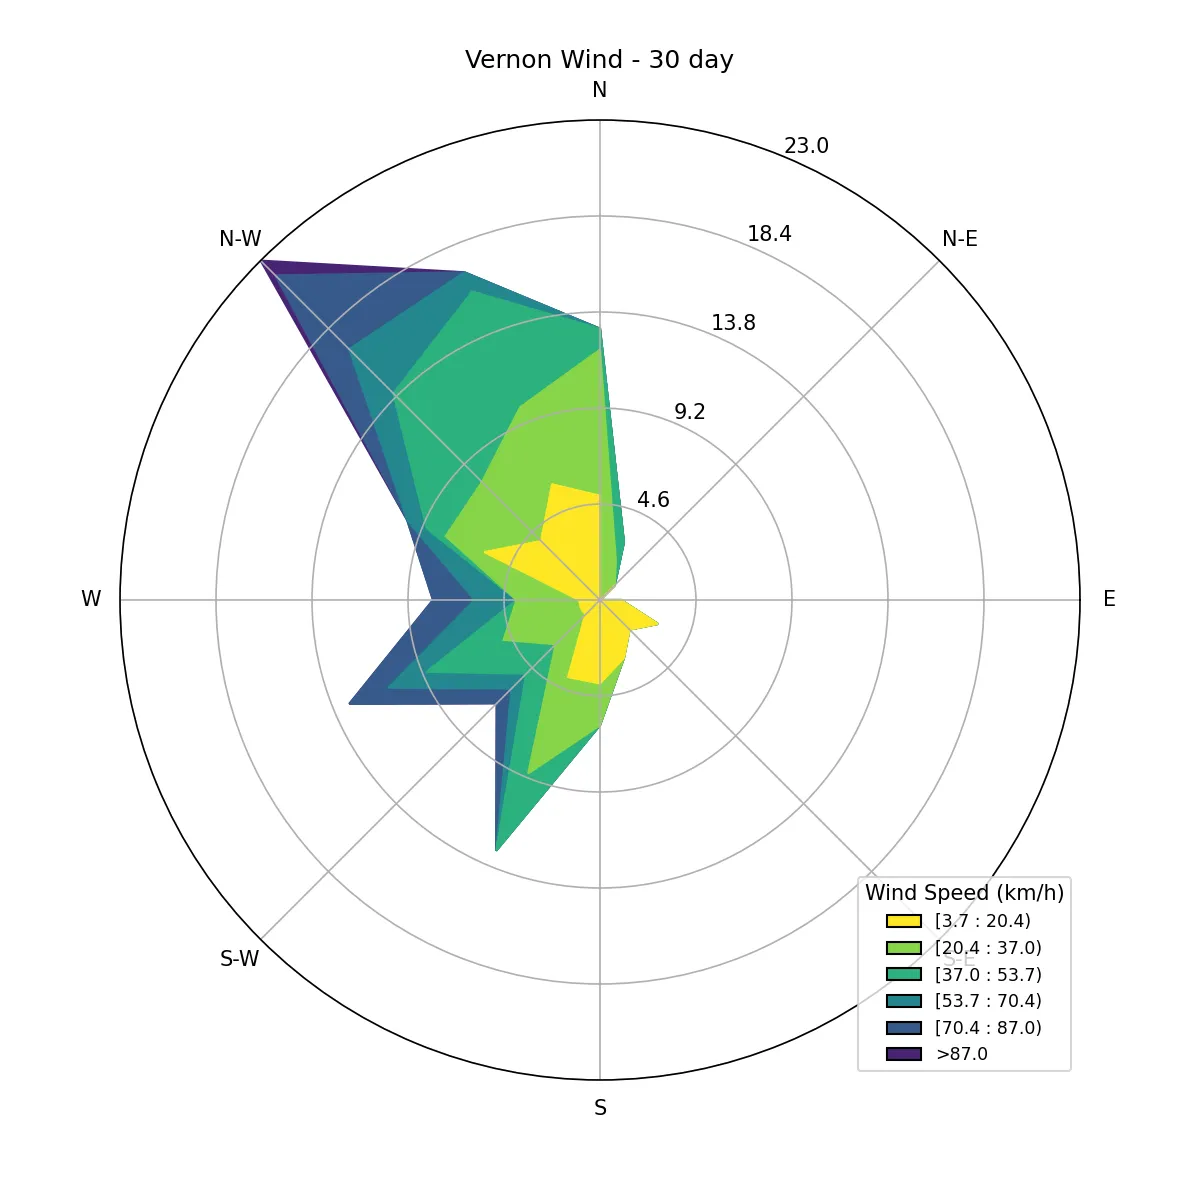 Vernon Wind - 30 day
N
23.0
18.4
N-W
N-E
13.8
9.2
4.6
W
E
Wind Speed (km/h)
[3.7 : 20.4)
[20.4 : 37.0)
S-W
S-E
[37.0 : 53.7)
[53.7 : 70.4)
[70.4 : 87.0)
>87.0
S